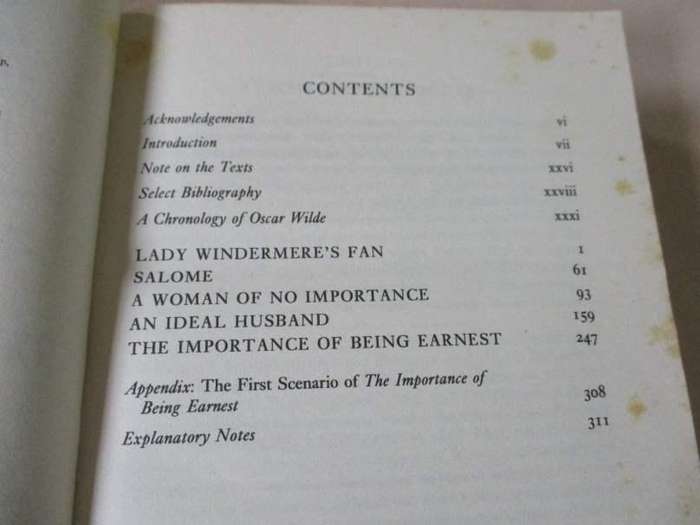 CONTENTS
Acknowledgements vi
Introduction vii
Note on the Texts xxvi
Select Bibliography xxviii
A Chronology of Oscar Wilde xxxi
LADY WINDERMERE'S FAN 1
SALOME 61
A WOMAN OF NO IMPORTANCE 93
AN IDEAL HUSBAND 159
THE IMPORTANCE OF BEING EARNEST 247
Appendix: The First Scenario of The Importance of
Being Earnest 308
Explanatory Notes 311